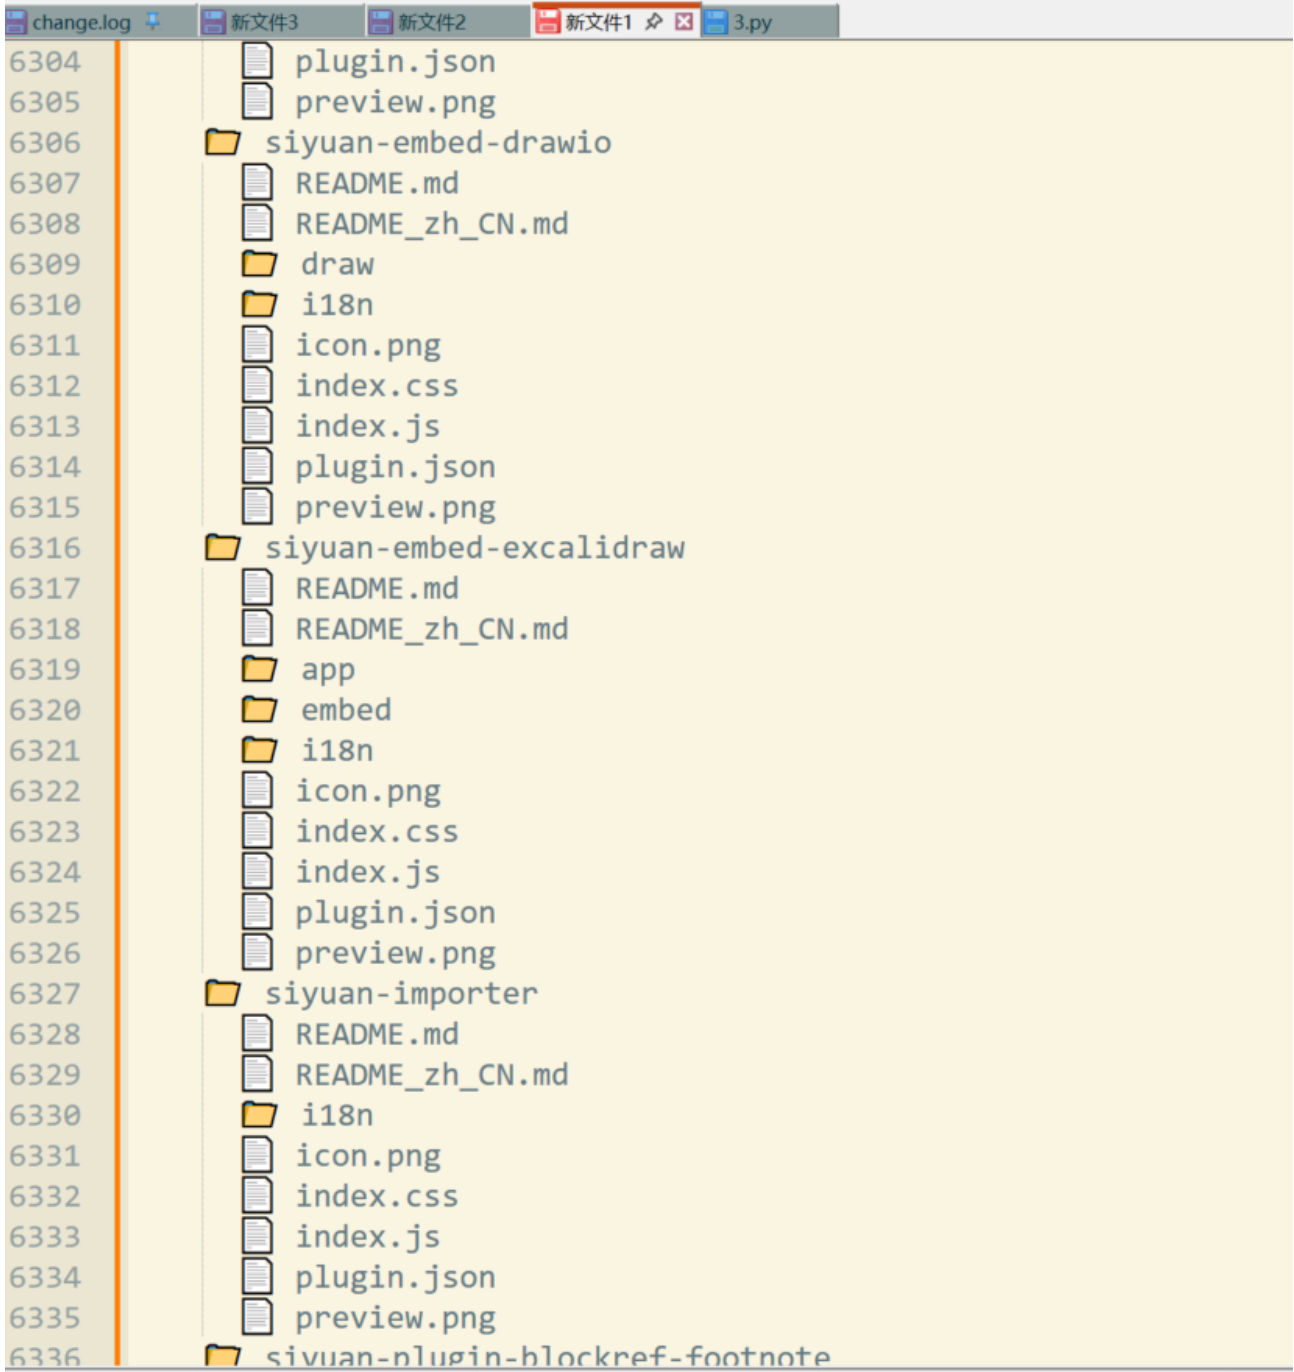 change.log 新文件3 新文件2 新文件1 3.py
6304 plugin.json
6305 preview.png
6306 siyuan-embed-drawio
6307 README.md
6308 README_zh_CN.md
6309 draw
6310 i18n
6311 icon.png
6312 index.css
6313 index.js
6314 plugin.json
6315 preview.png
6316 siyuan-embed-excalidraw
6317 README.md
6318 README_zh_CN.md
6319 app
6320 embed
6321 i18n
6322 icon.png
6323 index.css
6324 index.js
6325 plugin.json
6326 preview.png
6327 siyuan-importer
6328 README.md
6329 README_zh_CN.md
6330 i18n
6331 icon.png
6332 index.css
6333 index.js
6334 plugin.json
6335 preview.png
6336 siyuan-plugin-blockref-footnote